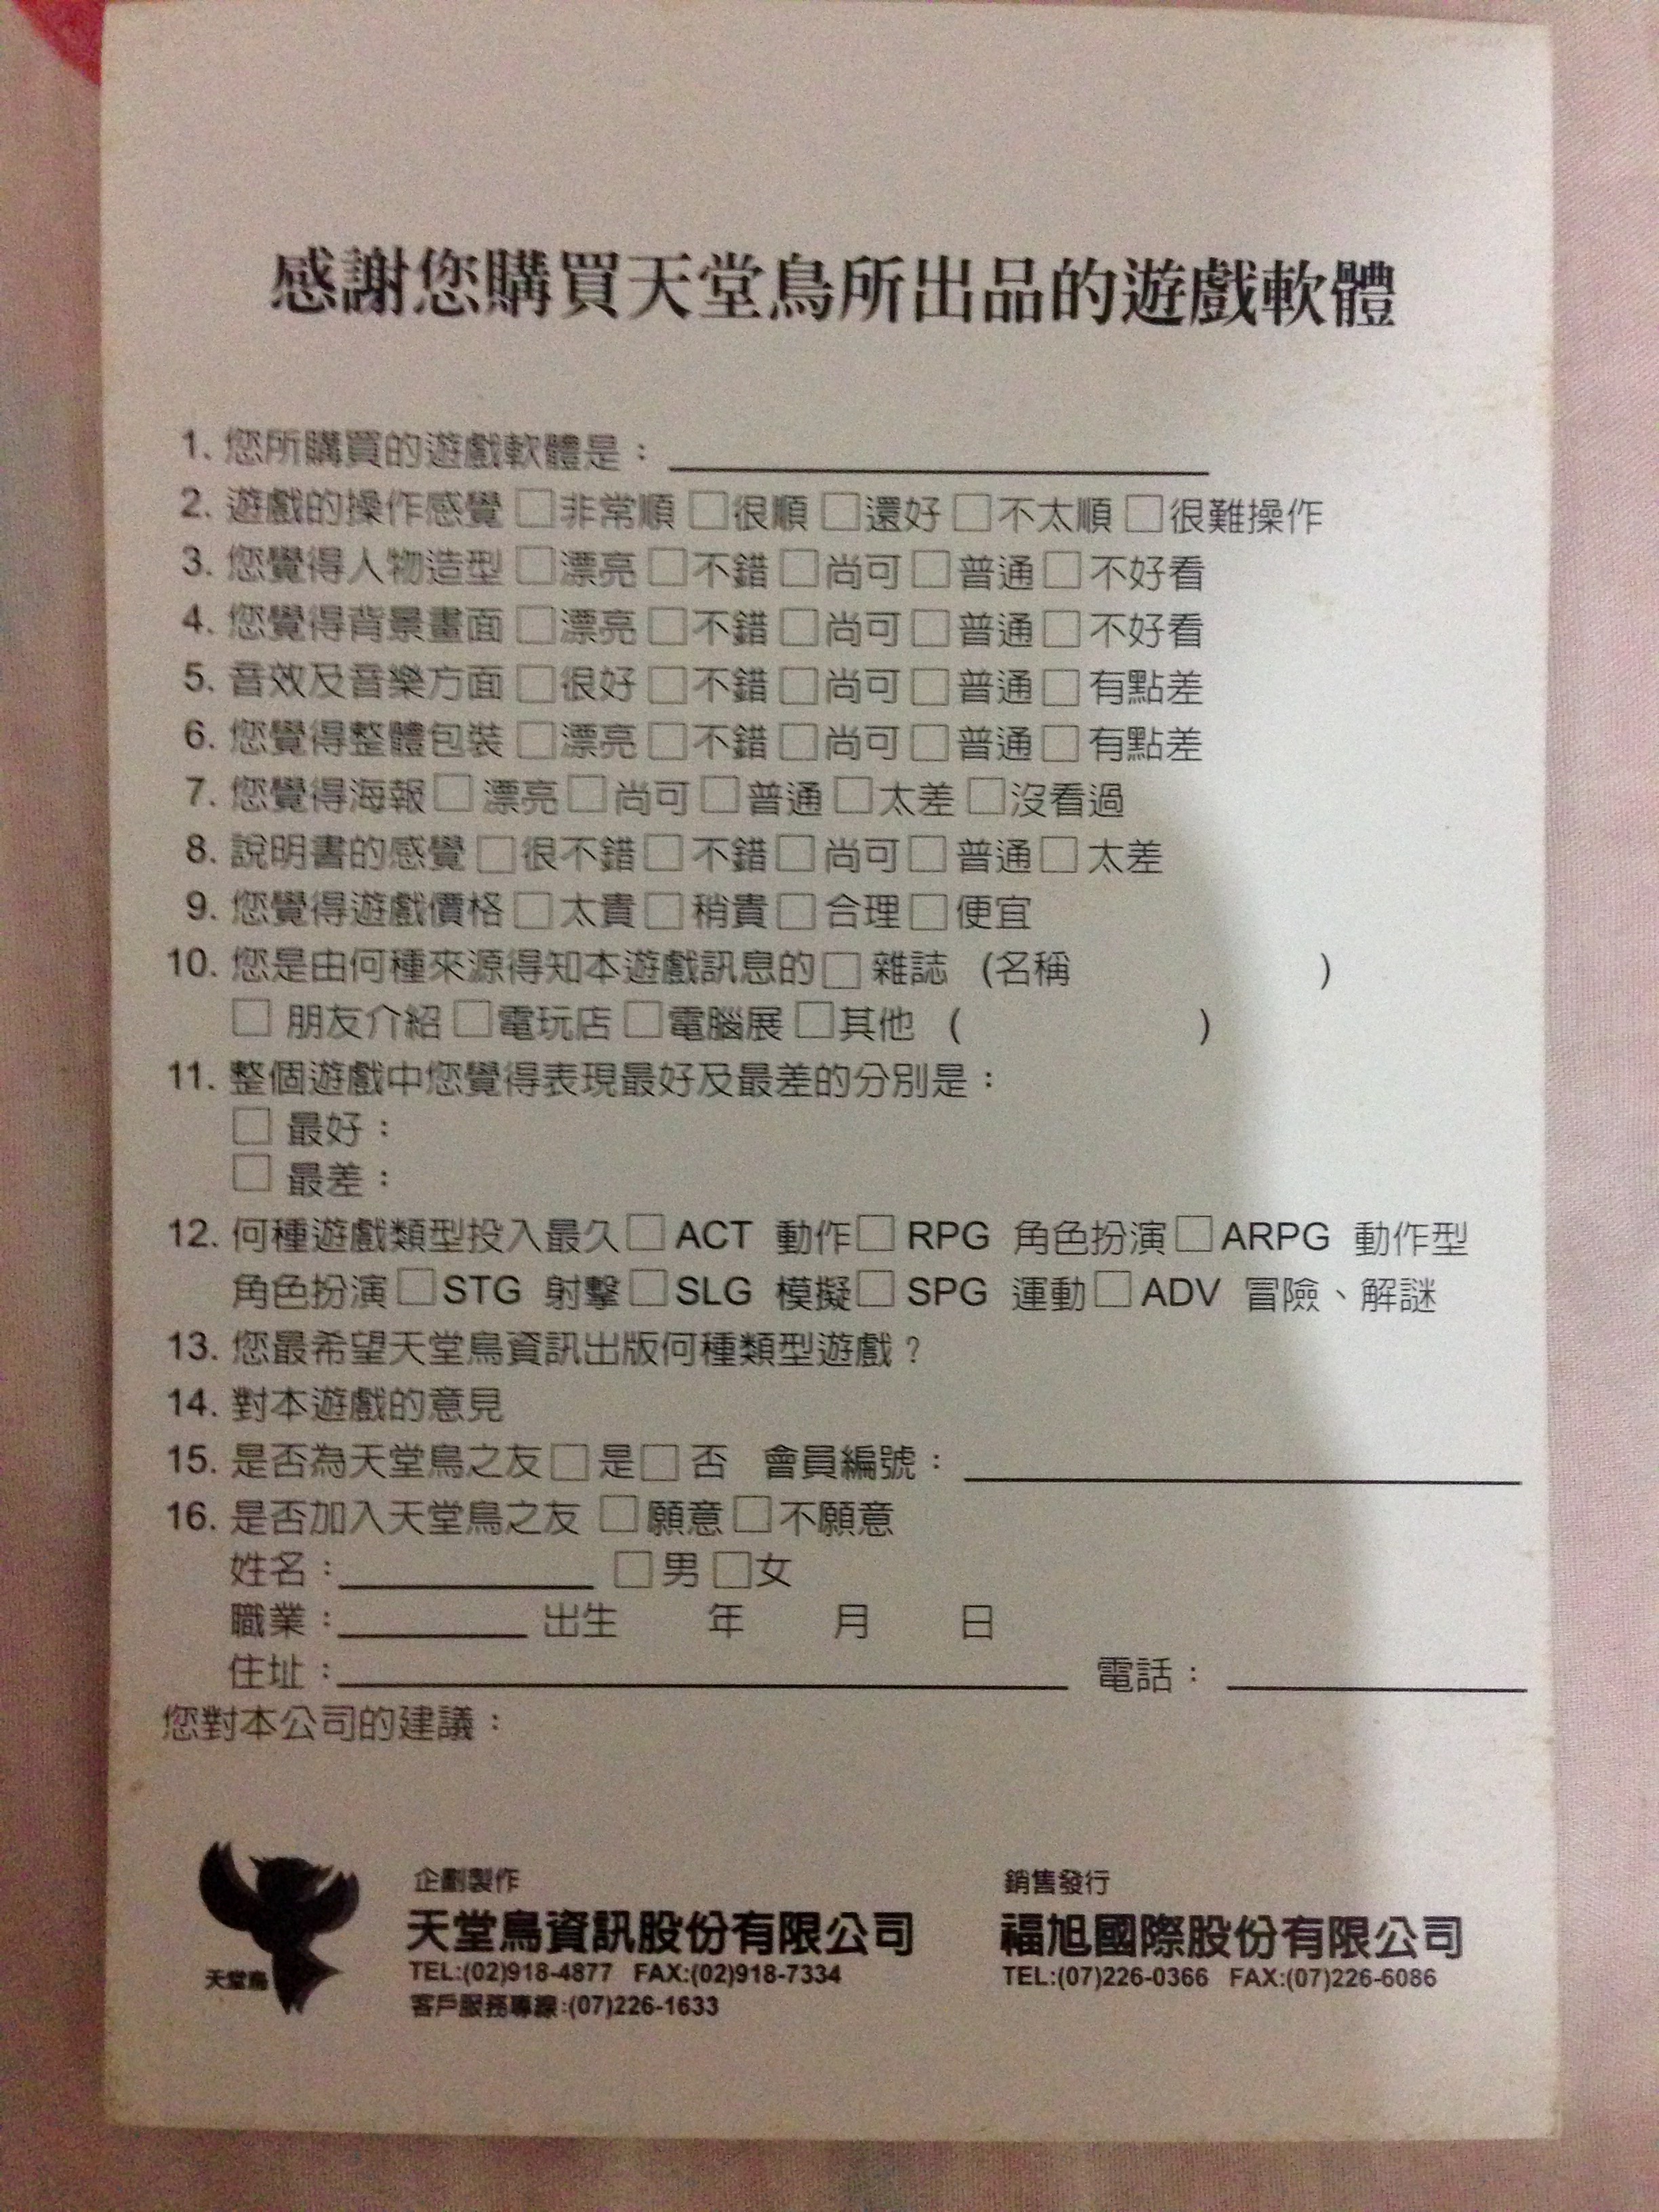 感謝您購買天堂鳥所出品的遊戲軟體
1. 您所購買的遊戲軟體是：
2. 遊戲的操作感覺 □非常順 □很順 □還好 □不太順 □很難操作
3. 您覺得人物造型 □漂亮 □不錯 □尚可 □普通 □不好看
4. 您覺得背景畫面 □漂亮 □不錯 □尚可 □普通 □不好看
5. 音效及音樂方面 □很好 □不錯 □尚可 □普通 □有點差
6. 您覺得整體包裝 □漂亮 □不錯 □尚可 □普通 □有點差
7. 您覺得海報 □漂亮 □尚可 □普通 □太差 □沒看過
8. 說明書的感覺 □很不錯 □不錯 □尚可 □普通 □太差
9. 您覺得遊戲價格 □太貴 □稍貴 □合理 □便宜
10. 您是由何種來源得知本遊戲訊息的 □ 雜誌 (名稱 )
□ 朋友介紹 □電玩店 □電腦展 □其他 ( )
11. 整個遊戲中您覺得表現最好及最差的分別是：
□ 最好：
□ 最差：
12. 何種遊戲類型投入最久 □ ACT 動作 □ RPG 角色扮演 □ ARPG 動作型
角色扮演 □ STG 射擊 □ SLG 模擬 □ SPG 運動 □ ADV 冒險、解謎
13. 您最希望天堂鳥資訊出版何種類型遊戲？
14. 對本遊戲的意見
15. 是否為天堂鳥之友 □ 是 □ 否 會員編號：
16. 是否加入天堂鳥之友 □願意 □不願意
姓名： □男 □女
職業： 出生 年 月 日
住址： 電話：
您對本公司的建議：
天堂鳥
企劃製作
天堂鳥資訊股份有限公司
TEL:(02)918-4877 FAX:(02)918-7334
客戶服務專線:(07)226-1633
銷售發行
福旭國際股份有限公司
TEL:(07)226-0366 FAX:(07)226-6086